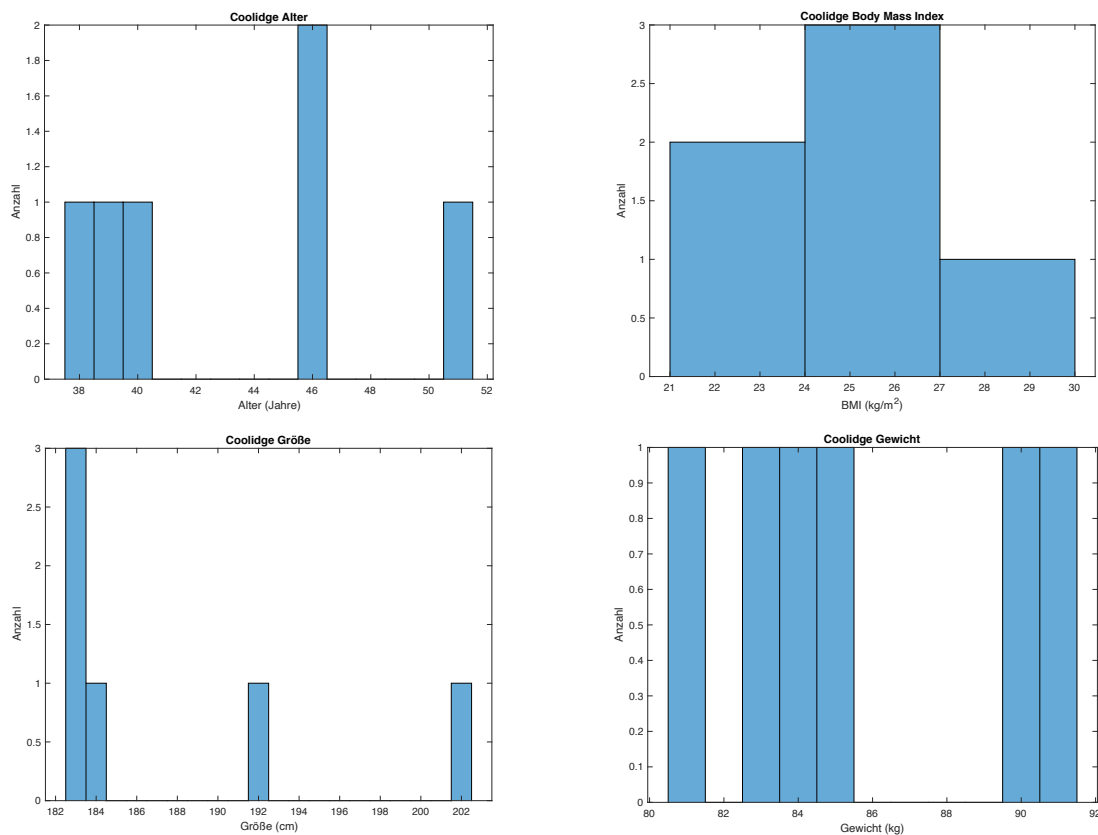 Coolidge Alter
2
1.8
1.6
1.4
1.2
1
0.8
0.6
0.4
0.2
0
Anzahl
38 40 42 44 46 48 50 52
Alter (Jahre)
Coolidge Body Mass Index
3
2.5
2
1.5
1
0.5
0
Anzahl
21 22 23 24 25 26 27 28 29 30
BMI (kg/m²)
Coolidge Größe
3
2.5
2
1.5
1
0.5
0
Anzahl
182 184 186 188 190 192 194 196 198 200 202
Größe (cm)
Coolidge Gewicht
1
0.9
0.8
0.7
0.6
0.5
0.4
0.3
0.2
0.1
0
Anzahl
80 82 84 86 88 90 92
Gewicht (kg)